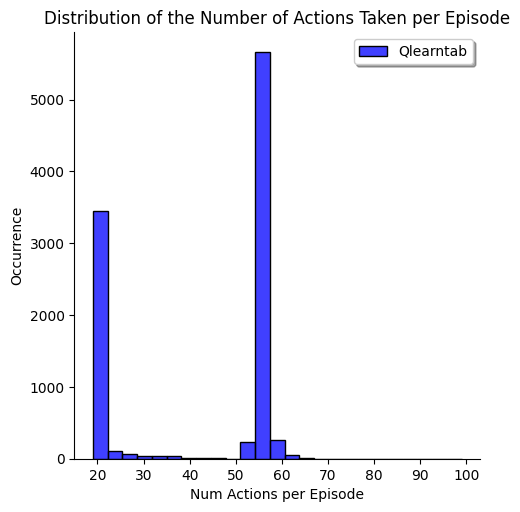 Distribution of the Number of Actions Taken per Episode
Qlearntab
Occurrence
5000
4000
3000
2000
1000
0
20 30 40 50 60 70 80 90 100
Num Actions per Episode